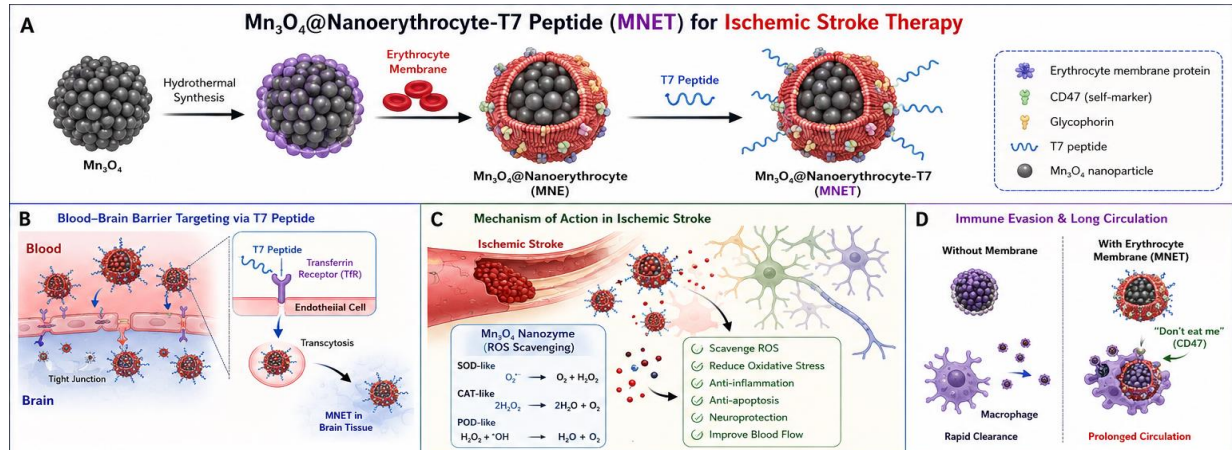 A
Mn₃O₄@Nanoerythrocyte-T7 Peptide (MNET) for Ischemic Stroke Therapy
Mn₃O₄
Hydrothermal
Synthesis
Erythrocyte
Membrane
Mn₃O₄@Nanoerythrocyte
(MNE)
T7 Peptide
Mn₃O₄@Nanoerythrocyte-T7
(MNET)
Erythrocyte membrane protein
CD47 (self-marker)
Glycophorin
T7 peptide
Mn₃O₄ nanoparticle
B
Blood–Brain Barrier Targeting via T7 Peptide
Blood
Tight Junction
Brain
T7 Peptide
Transferrin
Receptor (TfR)
Endotheiial Cell
Transcytosis
MNET in
Brain Tissue
C
Mechanism of Action in Ischemic Stroke
Ischemic Stroke
Mn₃O₄ Nanozyme
(ROS Scavenging)
SOD-like
O₂•⁻ → O₂ + H₂O₂
CAT-like
2H₂O₂ → 2H₂O + O₂
POD-like
H₂O₂ + •OH → H₂O + O₂
Scavenge ROS
Reduce Oxidative Stress
Anti-inflammation
Anti-apoptosis
Neuroprotection
Improve Blood Flow
D
Immune Evasion & Long Circulation
Without Membrane
Macrophage
Rapid Clearance
With Erythrocyte
Membrane (MNET)
"Don't eat me"
(CD47)
Prolonged Circulation